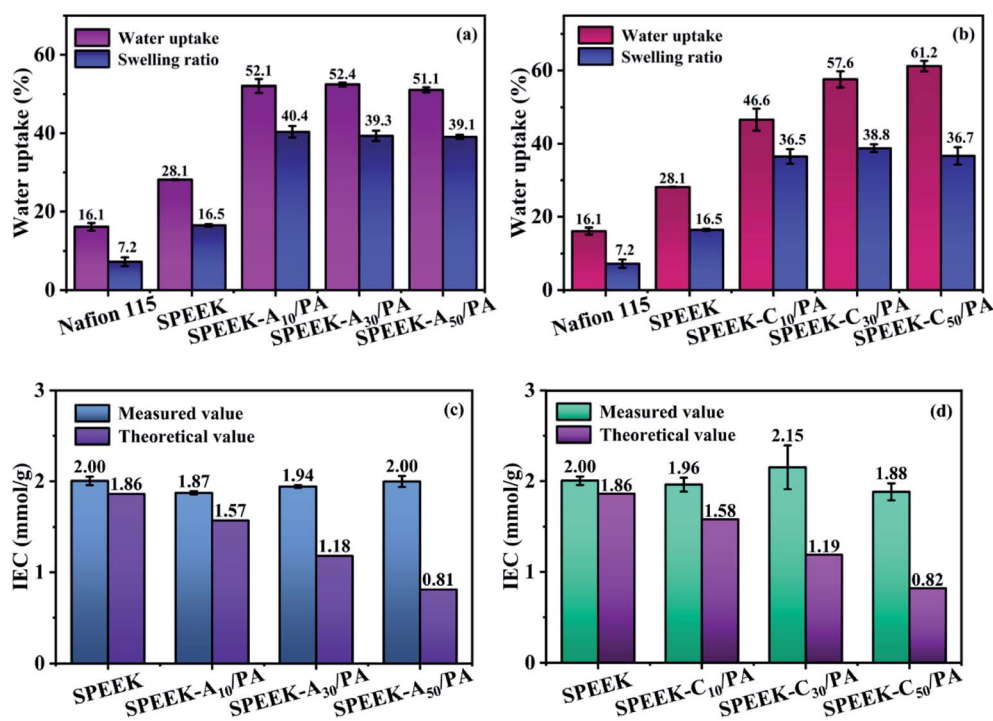 (a)
Water uptake
Swelling ratio
Water uptake (%)
60
40
20
0
16.1
7.2
28.1
16.5
52.1
40.4
52.4
39.3
51.1
39.1
Nafion 115
SPEEK
SPEEK-A10/PA
SPEEK-A30/PA
SPEEK-A50/PA
(b)
Water uptake
Swelling ratio
Water uptake (%)
60
40
20
0
16.1
7.2
28.1
16.5
46.6
36.5
57.6
38.8
61.2
36.7
Nafion 115
SPEEK
SPEEK-C10/PA
SPEEK-C30/PA
SPEEK-C50/PA
(c)
Measured value
Theoretical value
IEC (mmol/g)
3
2
1
0
2.00
1.86
1.87
1.57
1.94
1.18
2.00
0.81
SPEEK
SPEEK-A10/PA
SPEEK-A30/PA
SPEEK-A50/PA
(d)
Measured value
Theoretical value
IEC (mmol/g)
3
2
1
0
2.00
1.86
1.96
1.58
2.15
1.19
1.88
0.82
SPEEK
SPEEK-C10/PA
SPEEK-C30/PA
SPEEK-C50/PA